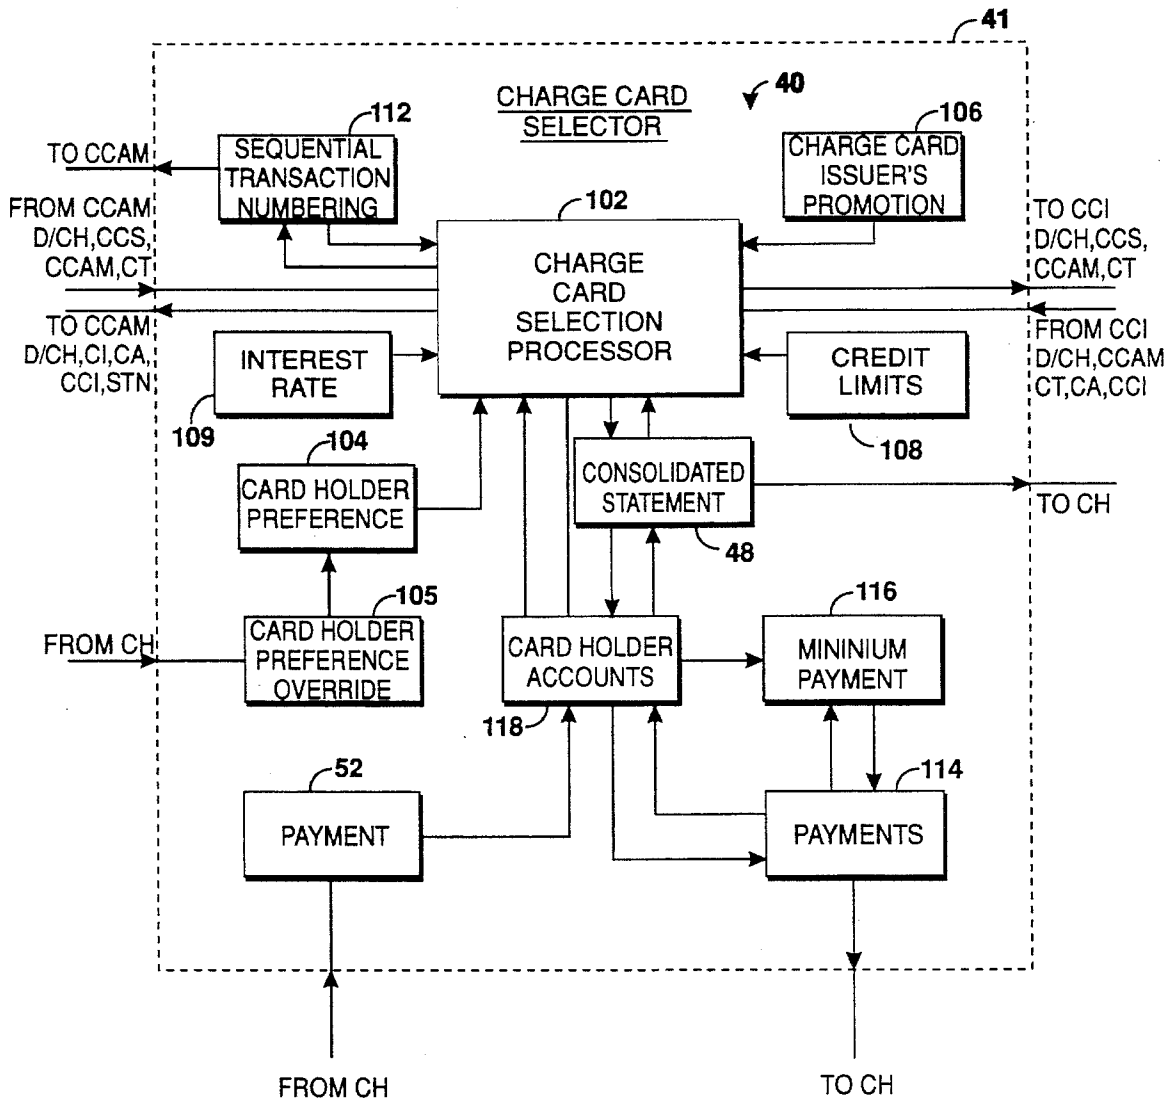 41
CHARGE CARD
SELECTOR
40
112
106
TO CCAM
SEQUENTIAL
TRANSACTION
NUMBERING
CHARGE CARD
ISSUER'S
PROMOTION
FROM CCAM
D/CH,CCS,
CCAM,CT
102
TO CCI
D/CH,CCS,
CCAM,CT
CHARGE
CARD
SELECTION
PROCESSOR
TO CCAM
D/CH,CI,CA,
CCI,STN
FROM CCI
D/CH,CCAM
CT,CA,CCI
INTEREST
RATE
CREDIT
LIMITS
109
108
104
CARD HOLDER
PREFERENCE
CONSOLIDATED
STATEMENT
TO CH
48
105
116
FROM CH
CARD HOLDER
PREFERENCE
OVERRIDE
CARD HOLDER
ACCOUNTS
MININIUM
PAYMENT
118
52
114
PAYMENT
PAYMENTS
FROM CH
TO CH